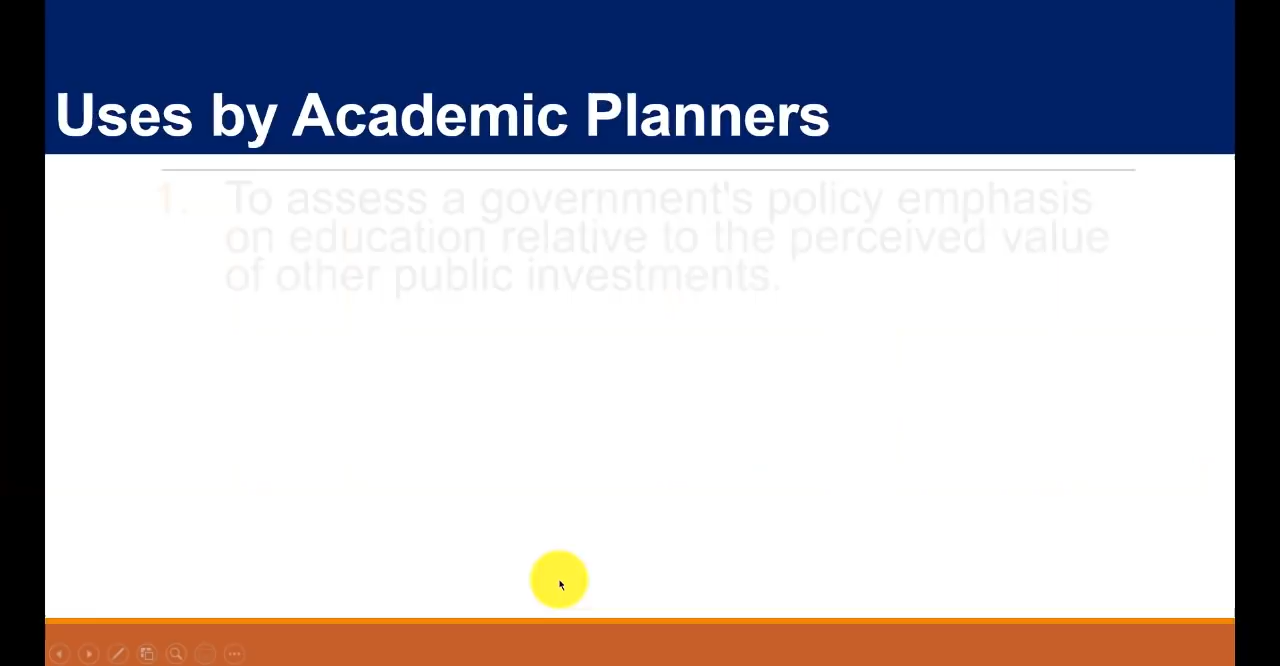 Uses by Academic Planners
1. To assess a government's policy emphasis
on education relative to the perceived value
of other public investments.